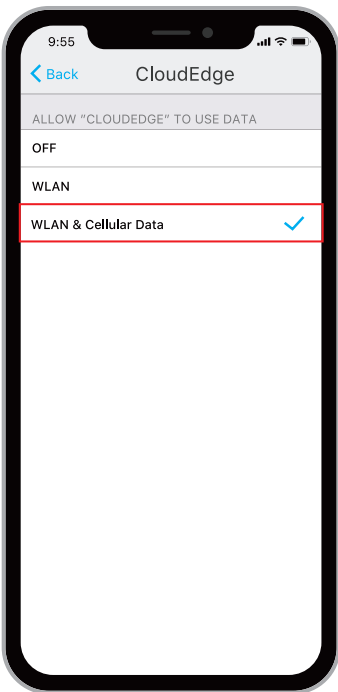 9:55
Back CloudEdge
ALLOW “CLOUDEDGE” TO USE DATA
OFF
WLAN
WLAN & Cellular Data